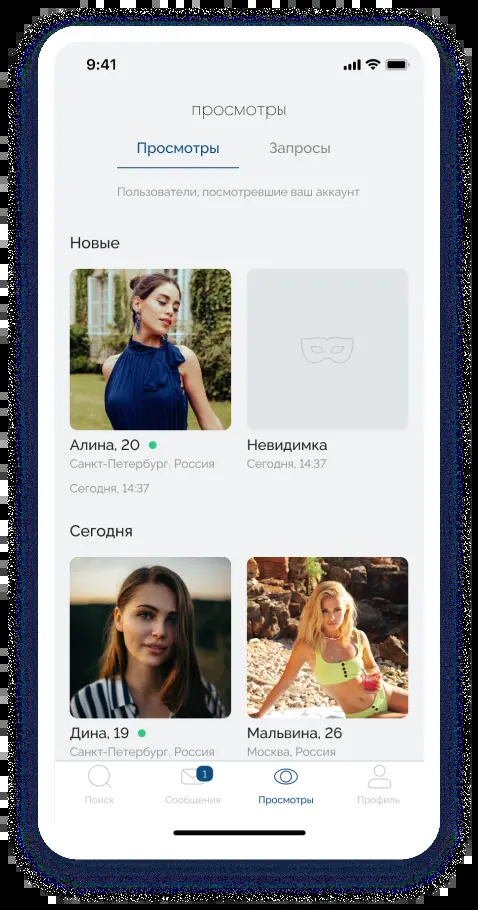 9:41
просмотры
Просмотры Запросы
Пользователи, посмотревшие ваш аккаунт
Новые
Алина, 20
Санкт-Петербург, Россия
Сегодня, 14:37
Невидимка
Сегодня, 14:37
Сегодня
Дина, 19
Санкт-Петербург, Россия
Мальвина, 26
Москва, Россия
1
Поиск Сообщения Просмотры Профиль